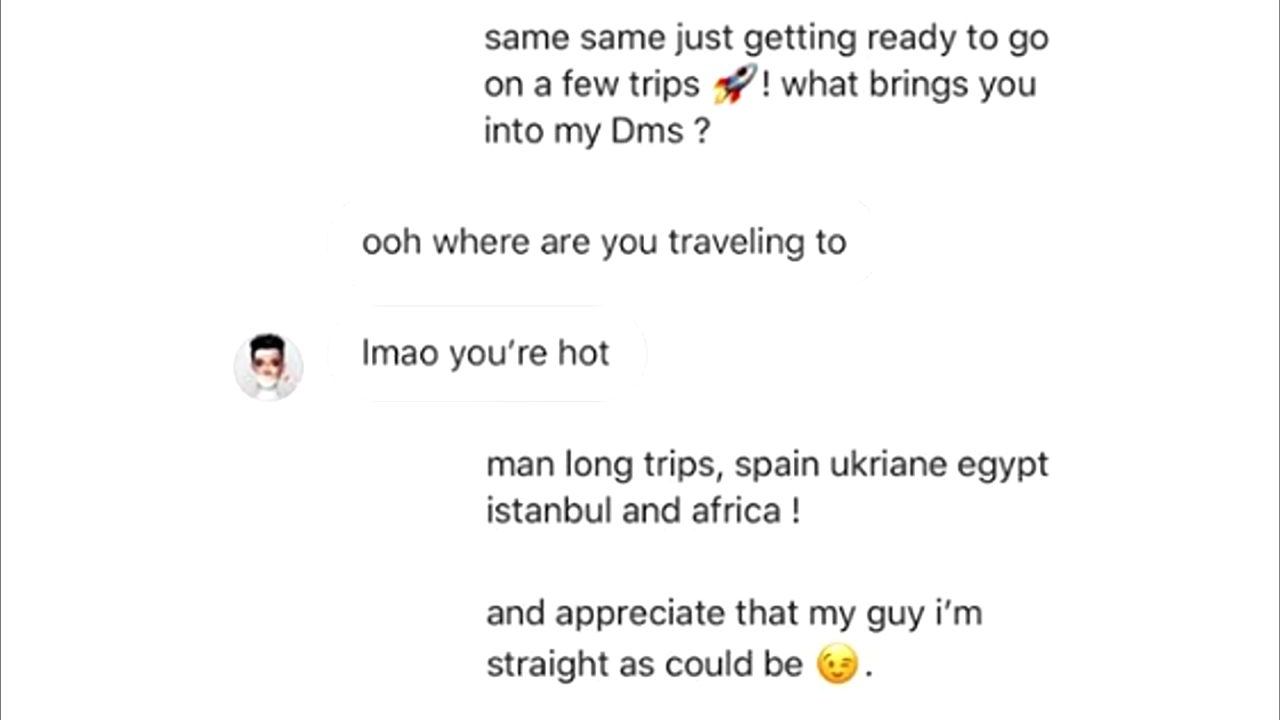 same same just getting ready to go
on a few trips 🚀! what brings you
into my Dms ?
ooh where are you traveling to
lmao you're hot
man long trips, spain ukriane egypt
istanbul and africa !
and appreciate that my guy i'm
straight as could be 😉.